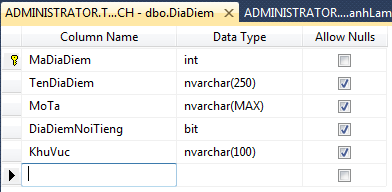 ADMINISTRATOR.T...CH - dbo.DiaDiem ADMINISTRATOR....anhLam
Column Name Data Type Allow Nulls
MaDiaDiem int
TenDiaDiem nvarchar(250)
MoTa nvarchar(MAX)
DiaDiemNoiTieng bit
KhuVuc nvarchar(100)